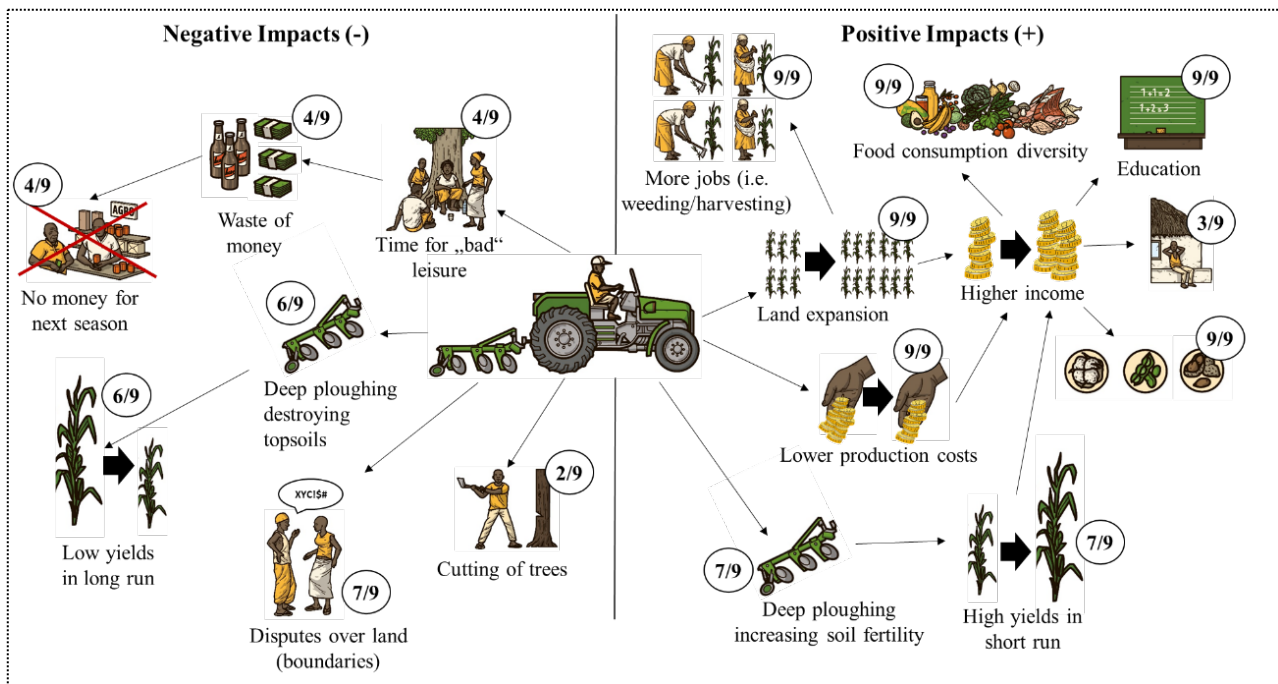 Negative Impacts (-)
4/9
4/9
4/9
AGRO
Waste of
money
Time for „bad“
leisure
No money for
next season
6/9
6/9
Deep ploughing
destroying
topsoils
Low yields
in long run
XYC!$#
7/9
Disputes over land
(boundaries)
2/9
Cutting of trees
Positive Impacts (+)
9/9
More jobs (i.e.
weeding/harvesting)
9/9
Food consumption diversity
9/9
1+1=2
1+2=3
Education
9/9
Land expansion
Higher income
3/9
9/9
9/9
Lower production costs
7/9
Deep ploughing
increasing soil fertility
7/9
High yields in
short run